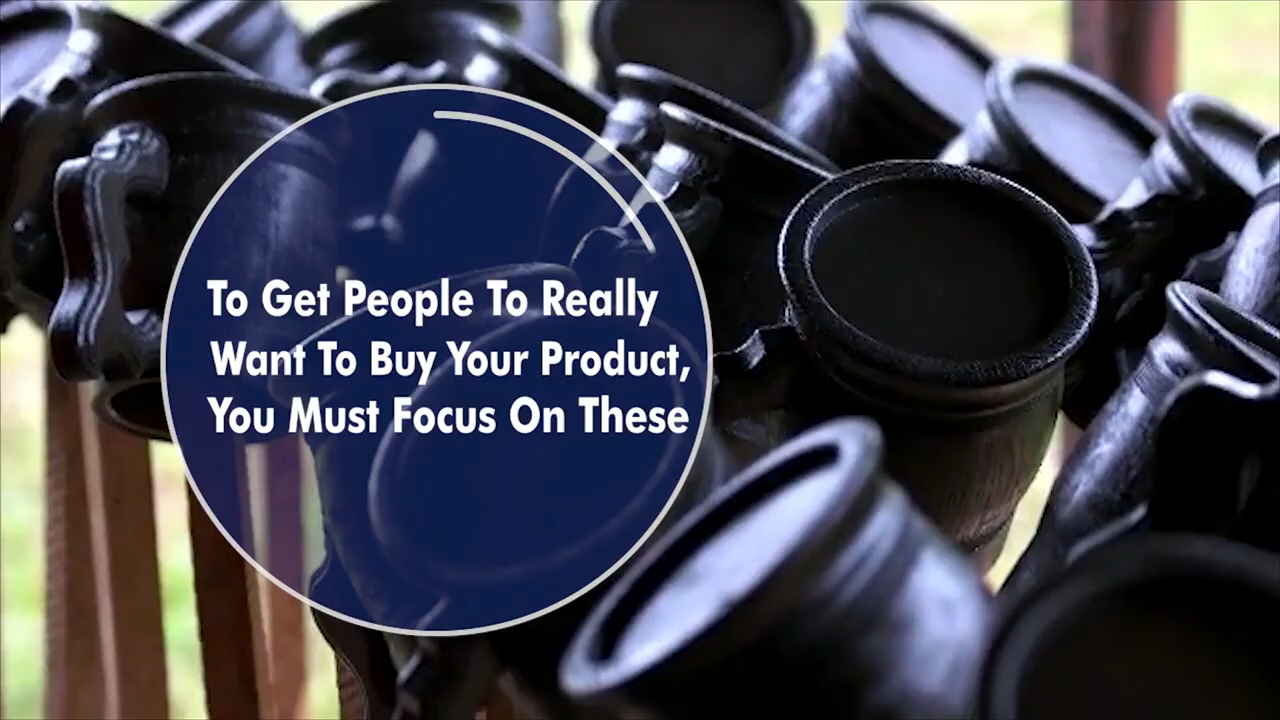 To Get People To Really
Want To Buy Your Product,
You Must Focus On These